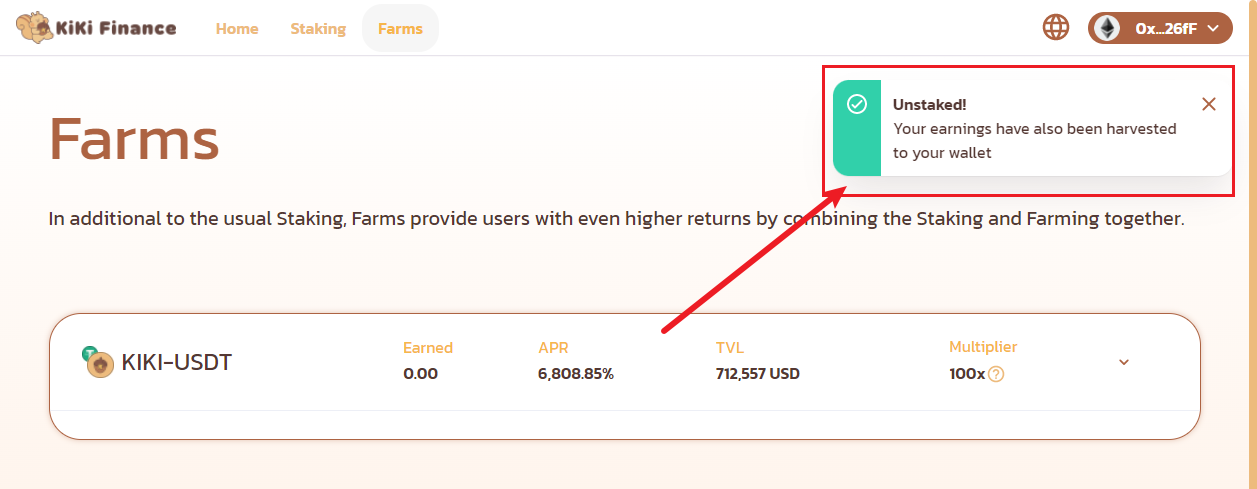 KiKi Finance Home Staking Farms 0x...26fF
Unstaked!
Your earnings have also been harvested
to your wallet
Farms
In additional to the usual Staking, Farms provide users with even higher returns by combining the Staking and Farming together.
Earned APR TVL Multiplier
KIKI-USDT
0.00 6,808.85% 712,557 USD 100x